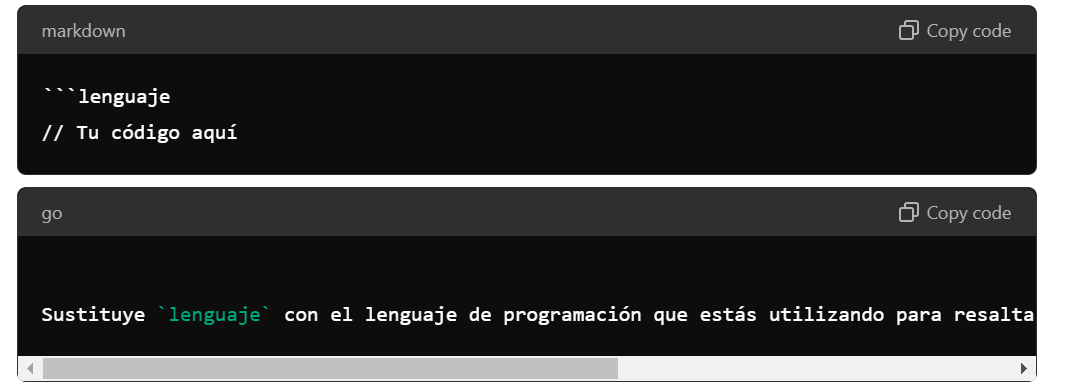 markdown
Copy code
```lenguaje
// Tu código aquí
go
Copy code
Sustituye `lenguaje` con el lenguaje de programación que estás utilizando para resalta